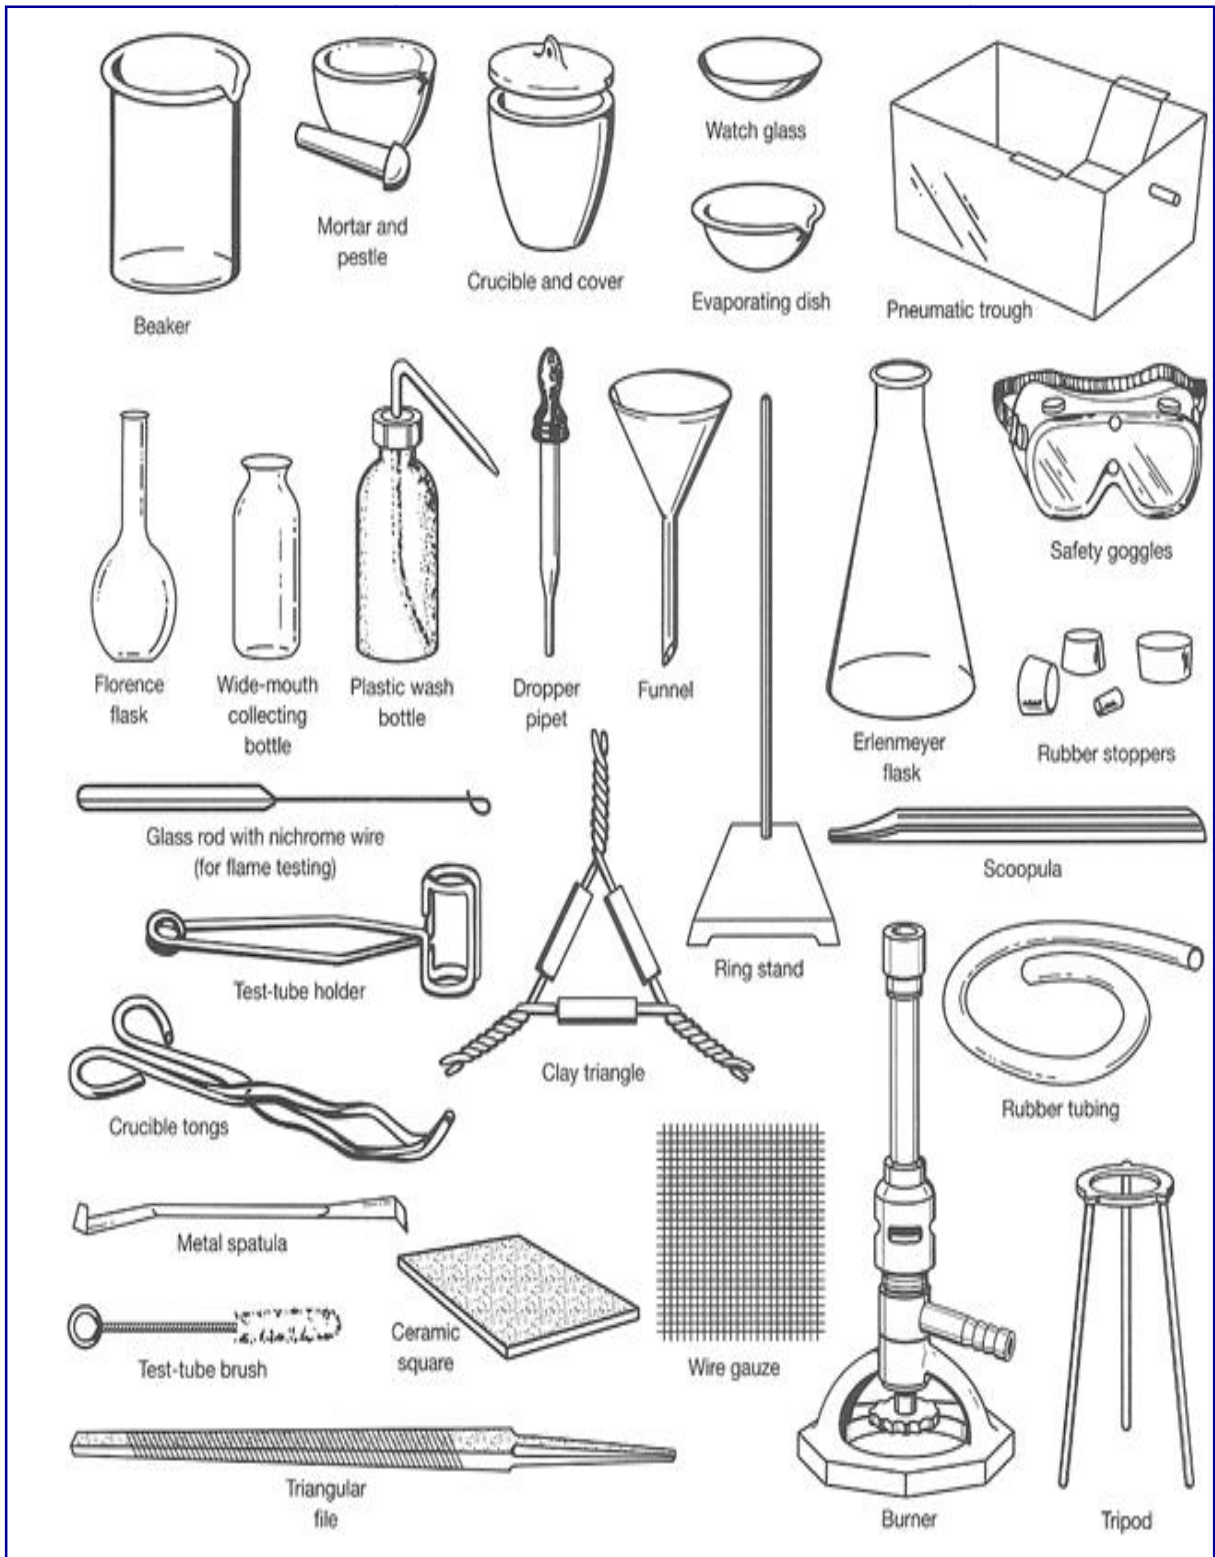 Beaker
Mortar and
pestle
Crucible and cover
Watch glass
Evaporating dish
Pneumatic trough
Florence
flask
Wide-mouth
collecting
bottle
Plastic wash
bottle
Dropper
pipet
Funnel
Erlenmeyer
flask
Safety goggles
Rubber stoppers
Glass rod with nichrome wire
(for flame testing)
Scoopula
Test-tube holder
Ring stand
Clay triangle
Crucible tongs
Rubber tubing
Metal spatula
Ceramic
square
Wire gauze
Test-tube brush
Triangular
file
Burner
Tripod